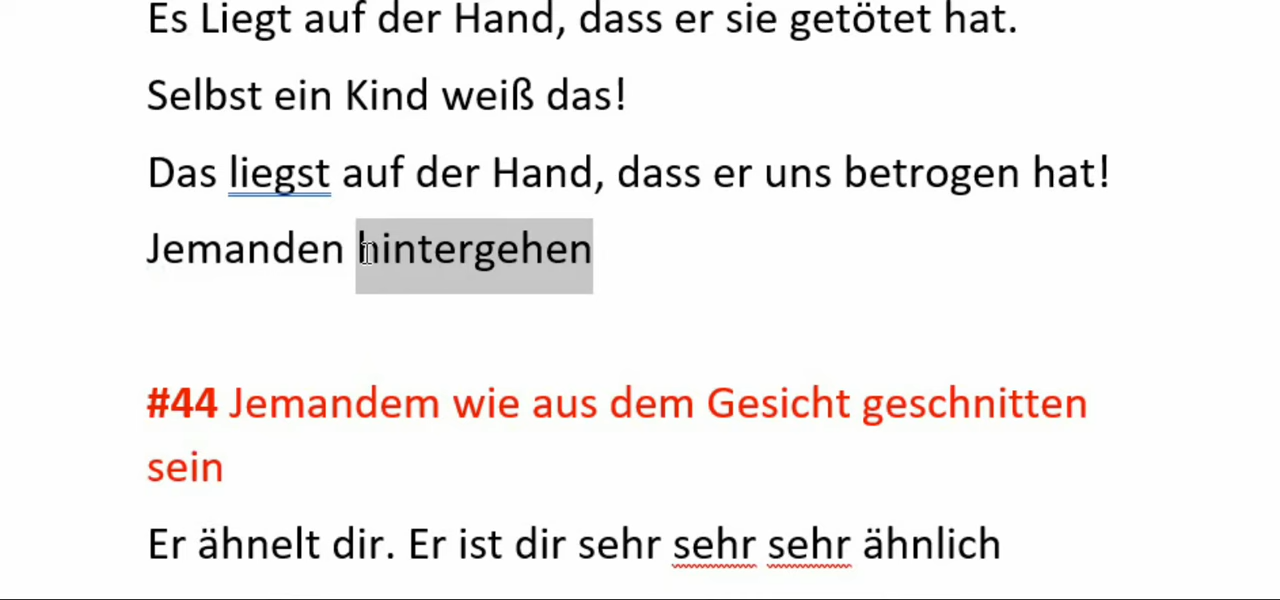 Es Liegt auf der Hand, dass er sie getötet hat.
Selbst ein Kind weiß das!
Das liegst auf der Hand, dass er uns betrogen hat!
Jemanden hintergehen
#44 Jemandem wie aus dem Gesicht geschnitten
sein
Er ähnelt dir. Er ist dir sehr sehr sehr ähnlich